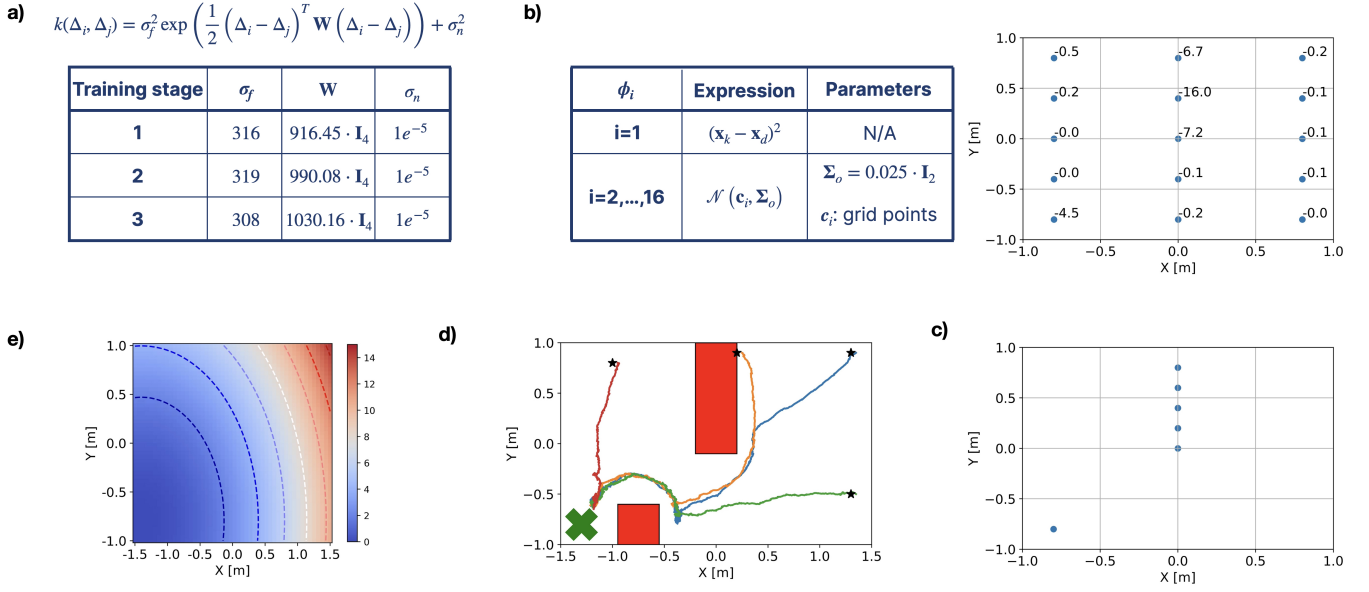 a)
k(Δᵢ, Δⱼ) = σ_f² exp ( 1/2 (Δᵢ − Δⱼ)ᵀ W (Δᵢ − Δⱼ) ) + σₙ²
Training stage σ_f W σₙ
1 316 916.45 · I₄ 1e⁻⁵
2 319 990.08 · I₄ 1e⁻⁵
3 308 1030.16 · I₄ 1e⁻⁵
b)
ϕᵢ Expression Parameters
i=1 (x_k − x_d)² N/A
i=2,...,16 𝒩 (cᵢ, Σₒ) Σₒ = 0.025 · I₂
cᵢ: grid points
1.0
0.5
0.0
−0.5
−1.0
Y [m]
-0.5 -6.7 -0.2
-0.2 -16.0 -0.1
-0.0 -7.2 -0.1
-0.0 -0.1 -0.1
-4.5 -0.2 -0.0
−1.0 −0.5 0.0 0.5 1.0
X [m]
e)
1.0
0.5
0.0
-0.5
-1.0
Y [m]
-1.5 -1.0 -0.5 0.0 0.5 1.0 1.5
X [m]
14
12
10
8
6
4
2
0
d)
1.0
0.5
0.0
−0.5
−1.0
Y [m]
−1.5 −1.0 −0.5 0.0 0.5 1.0 1.5
X [m]
c)
1.0
0.5
0.0
−0.5
−1.0
Y [m]
−1.0 −0.5 0.0 0.5 1.0
X [m]